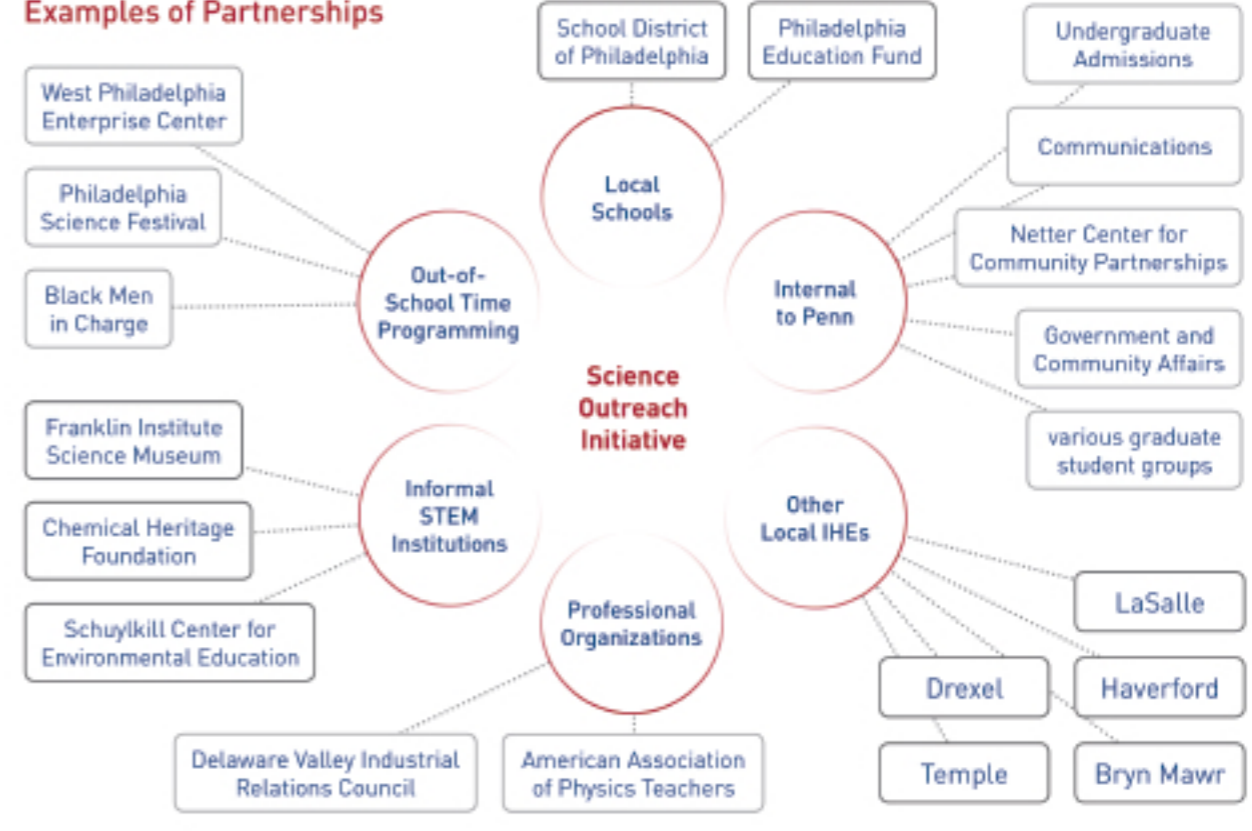 Examples of Partnerships
School District
of Philadelphia
Philadelphia
Education Fund
Undergraduate
Admissions
West Philadelphia
Enterprise Center
Communications
Philadelphia
Science Festival
Local
Schools
Netter Center for
Community Partnerships
Black Men
in Charge
Out-of-
School Time
Programming
Internal
to Penn
Government and
Community Affairs
Science
Outreach
Initiative
various graduate
student groups
Franklin Institute
Science Museum
Informal
STEM
Institutions
Other
Local IHEs
Chemical Heritage
Foundation
Schuylkill Center for
Environmental Education
Professional
Organizations
LaSalle
Drexel
Haverford
Delaware Valley Industrial
Relations Council
American Association
of Physics Teachers
Temple
Bryn Mawr